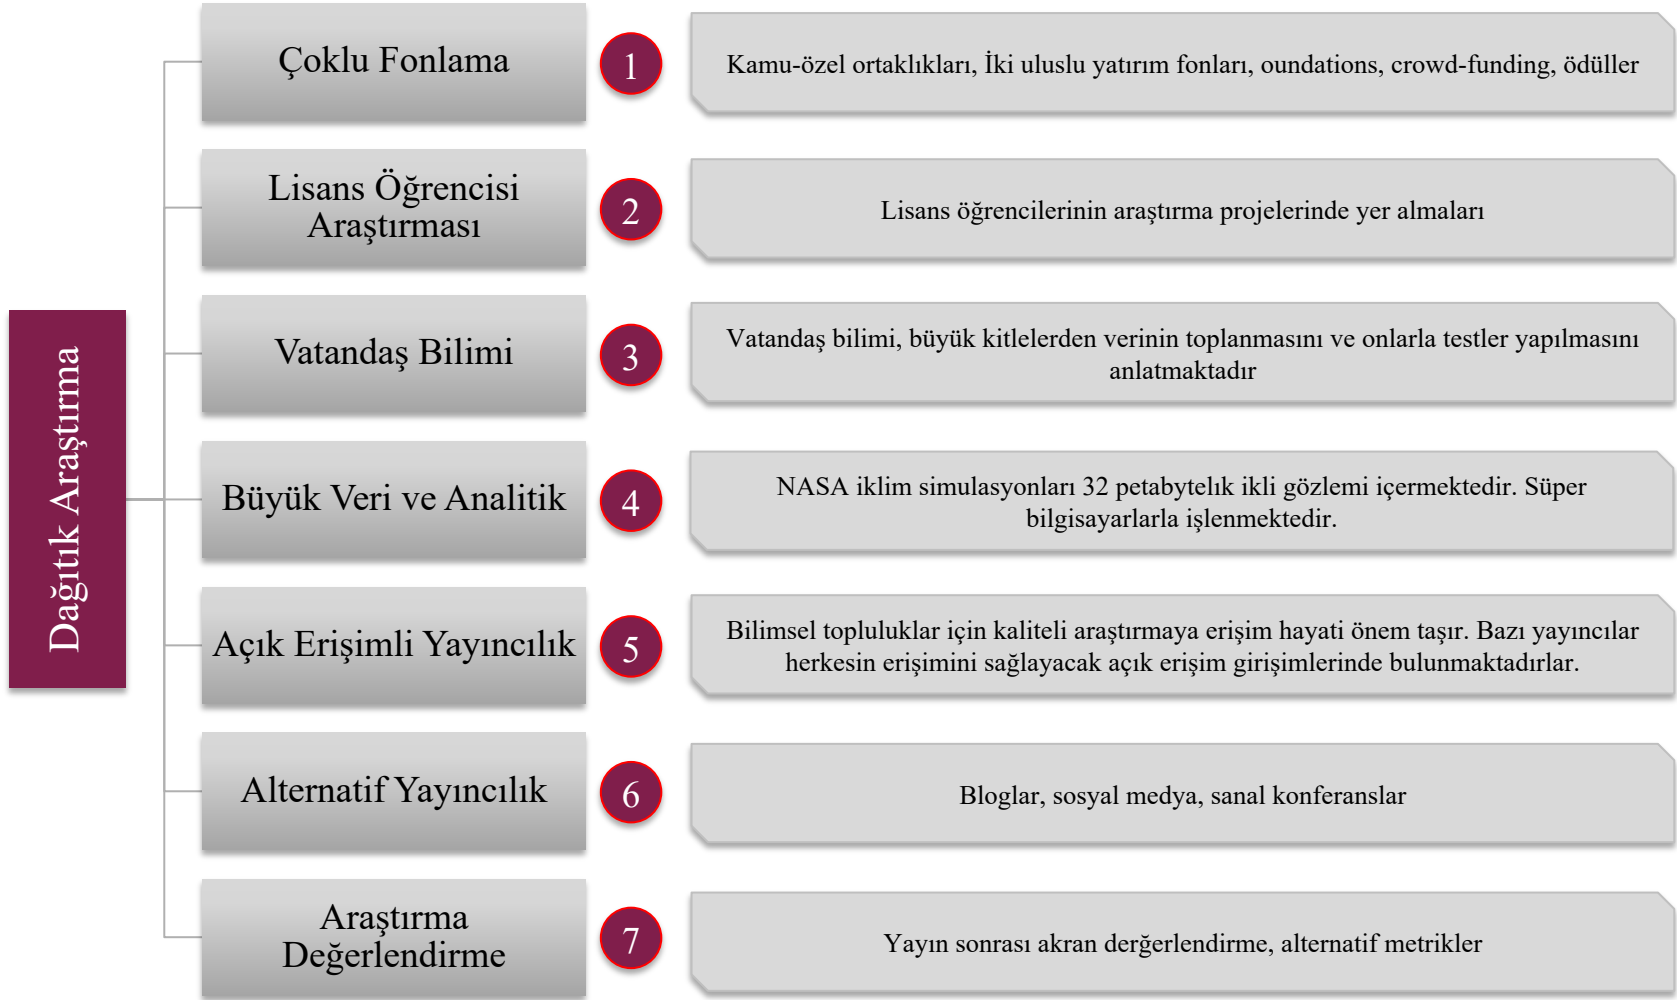 Dağıtık Araştırma
Çoklu Fonlama
1
Kamu-özel ortaklıkları, İki uluslu yatırım fonları, oundations, crowd-funding, ödüller
Lisans Öğrencisi
Araştırması
2
Lisans öğrencilerinin araştırma projelerinde yer almaları
Vatandaş Bilimi
3
Vatandaş bilimi, büyük kitlelerden verinin toplanmasını ve onlarla testler yapılmasını
anlatmaktadır
Büyük Veri ve Analitik
4
NASA iklim simulasyonları 32 petabytelık ikli gözlemi içermektedir. Süper
bilgisayarlarla işlenmektedir.
Açık Erişimli Yayıncılık
5
Bilimsel topluluklar için kaliteli araştırmaya erişim hayati önem taşır. Bazı yayıncılar
herkesin erişimini sağlayacak açık erişim girişimlerinde bulunmaktadırlar.
Alternatif Yayıncılık
6
Bloglar, sosyal medya, sanal konferanslar
Araştırma
Değerlendirme
7
Yayın sonrası akran derğerlendirme, alternatif metrikler